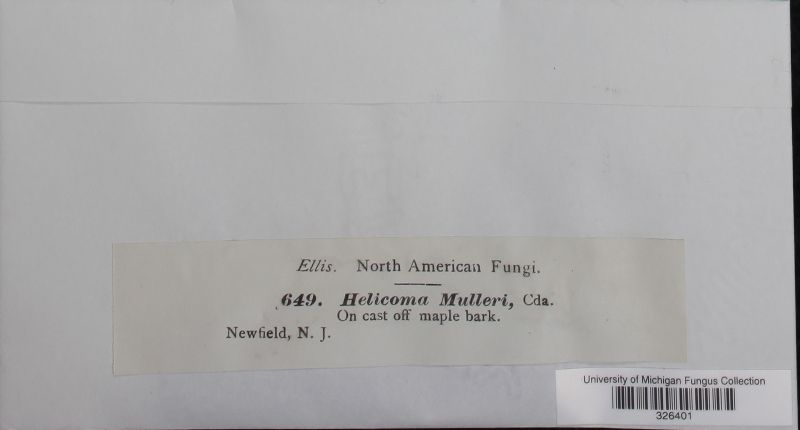 Ellis. North American Fungi.
649. Helicoma Mulleri, Cda.
On cast off maple bark.
Newfield, N. J.
University of Michigan Fungus Collection
326401